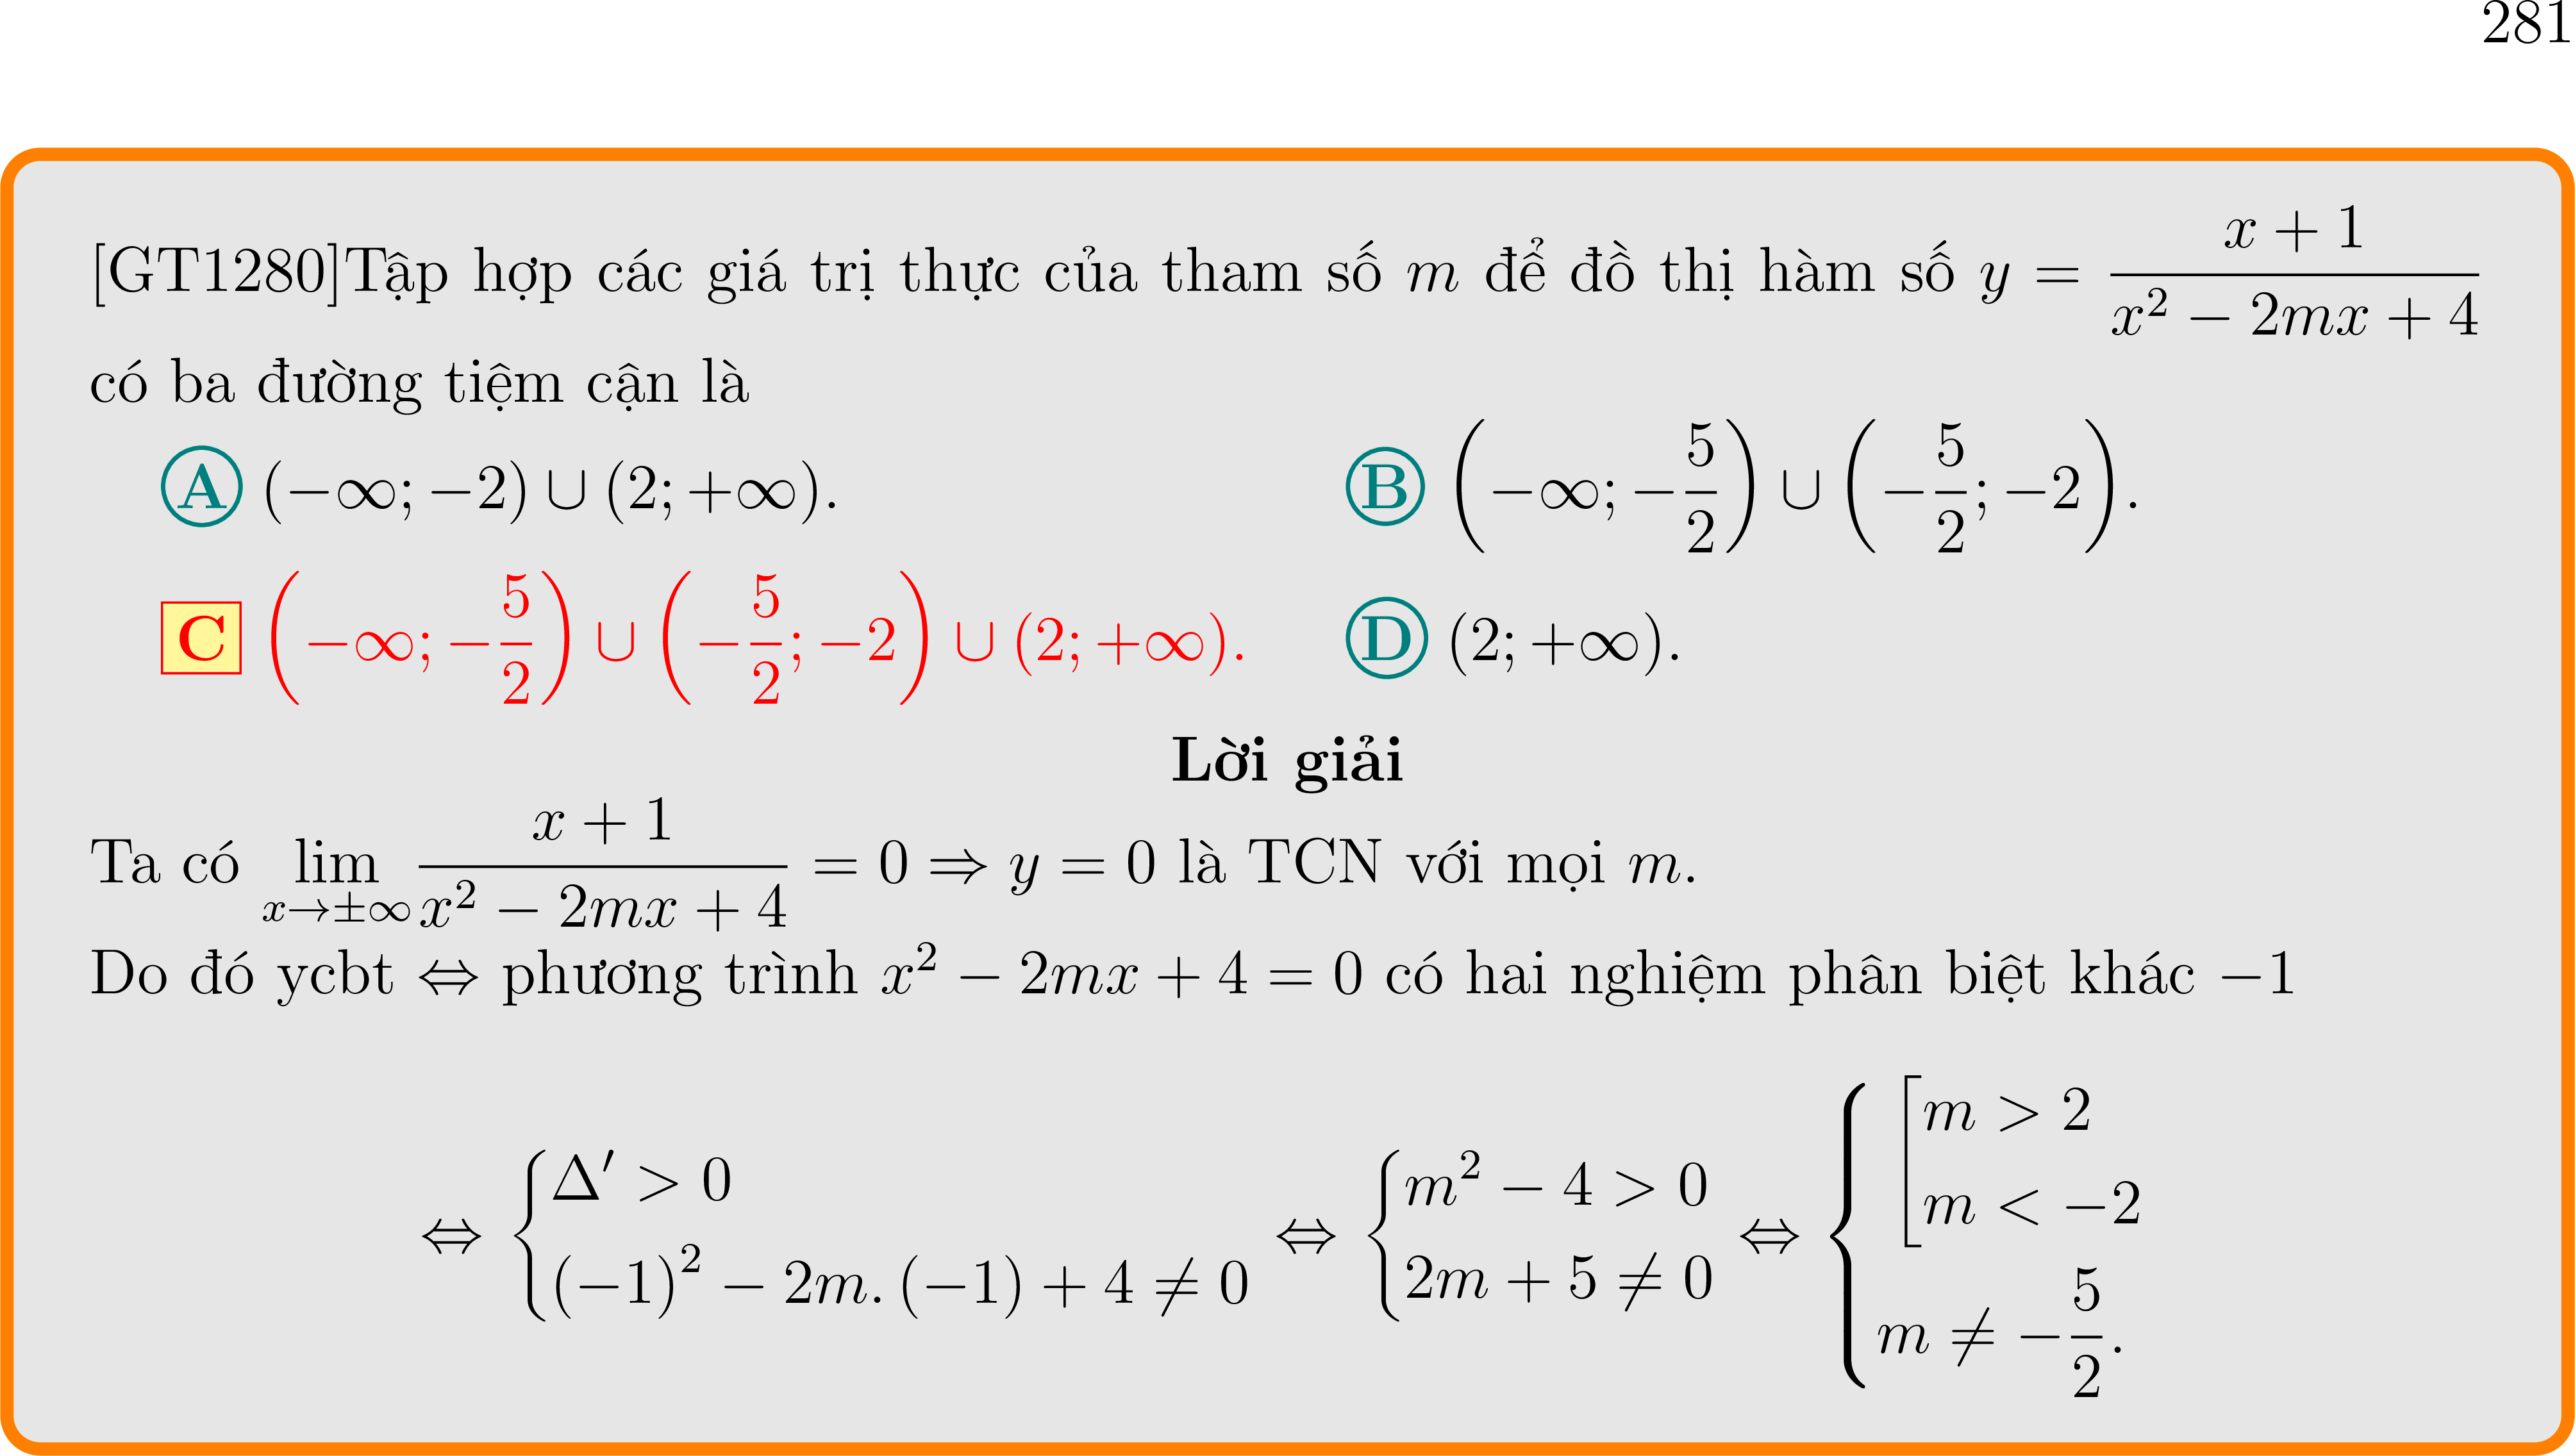 281
[GT1280]Tập hợp các giá trị thực của tham số $m$ để đồ thị hàm số $y = \dfrac{x+1}{x^2-2mx+4}$
có ba đường tiệm cận là
A $(-\infty; -2) \cup (2; +\infty)$. B $\left(-\infty; -\dfrac{5}{2}\right) \cup \left(-\dfrac{5}{2}; -2\right)$.
C $\left(-\infty; -\dfrac{5}{2}\right) \cup \left(-\dfrac{5}{2}; -2\right) \cup (2; +\infty)$. D $(2; +\infty)$.
Lời giải
Ta có $\lim\limits_{x \to \pm\infty} \dfrac{x+1}{x^2-2mx+4} = 0 \Rightarrow y = 0$ là TCN với mọi $m$.
Do đó ycbt $\Leftrightarrow$ phương trình $x^2 - 2mx + 4 = 0$ có hai nghiệm phân biệt khác $-1$
$\Leftrightarrow \begin{cases} \Delta' > 0 \\ (-1)^2 - 2m.(-1) + 4 \neq 0 \end{cases} \Leftrightarrow \begin{cases} m^2 - 4 > 0 \\ 2m + 5 \neq 0 \end{cases} \Leftrightarrow \begin{cases} \left[\begin{array}{l} m > 2 \\ m < -2 \end{array}\right. \\ m \neq -\dfrac{5}{2}. \end{cases}$